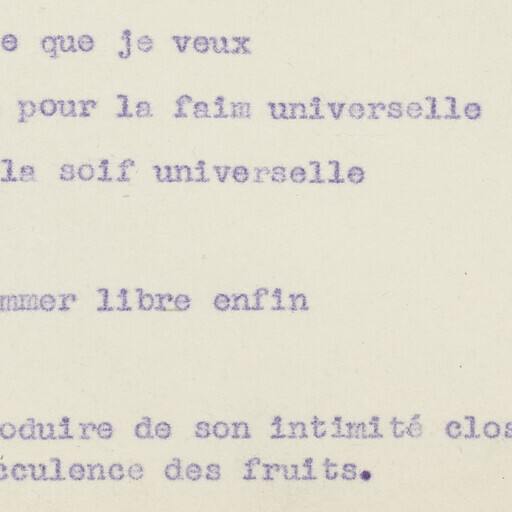 e que je veux
pour la faim universelle
la soif universelle
mmer libre enfin
oduire de son intimité clos
cculence des fruits.